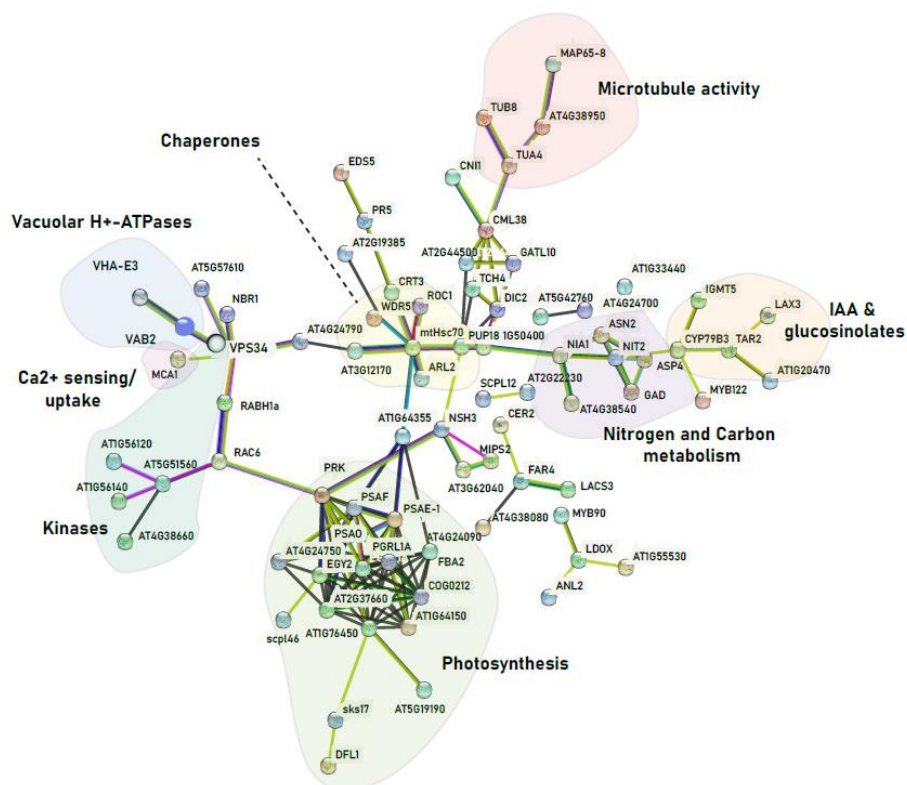 MAP65-8
Microtubule activity
TUB8
AT4G38950
Chaperones
EDS5
CNI1
TUA4
PR5
CML38
Vacuolar H+-ATPases
AT2G19385
AT2G44500
GATL10
VHA-E3
AT5G57610
TCH4
AT1G33440
NBR1
CRT3
ROC1
DIC2
AT5G42760
AT4G24700
IGMT5
LAX3
IAA &
glucosinolates
WDR5
ASN2
VAB2
VPS34
AT4G24790
mtHsc70
PUP18
1G50400
NIA1
NIT2
CYP79B3
TAR2
MCA1
AT3G12170
ARL2
ASP4
AT1G20470
Ca2+ sensing/
uptake
SCPL12
AT2G22230
GAD
MYB122
RABH1a
AT4G38540
AT1G64355
NSH3
CER2
Nitrogen and Carbon
metabolism
AT1G56120
AT5G51560
RAC6
MIPS2
PRK
FAR4
AT1G56140
AT3G62040
LACS3
Kinases
PSAF
PSAE-1
AT4G38660
PSAO
AT4G24090
AT4G38080
MYB90
AT4G24750
PGRL1A
FBA2
EGY2
LDOX
AT1G55530
AT2G37660
COG0212
ANL2
scpl46
AT1G76450
AT1G64150
Photosynthesis
sks17
AT5G19190
DFL1